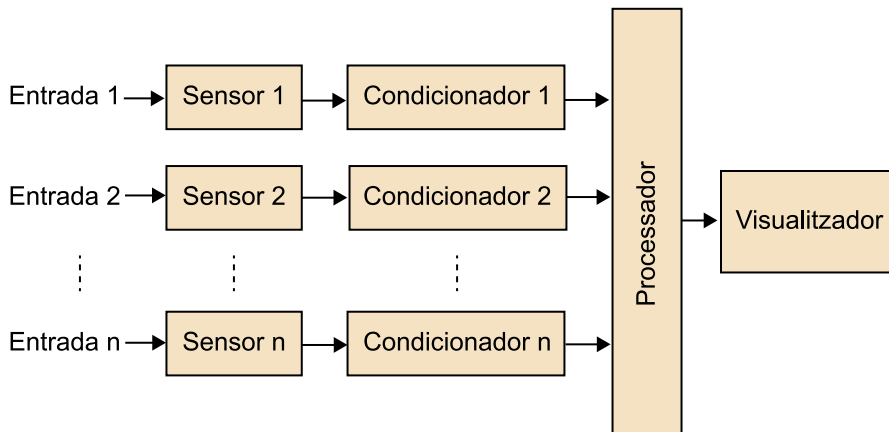 Entrada 1
Sensor 1
Condicionador 1
Entrada 2
Sensor 2
Condicionador 2
Entrada n
Sensor n
Condicionador n
Processador
Visualitzador